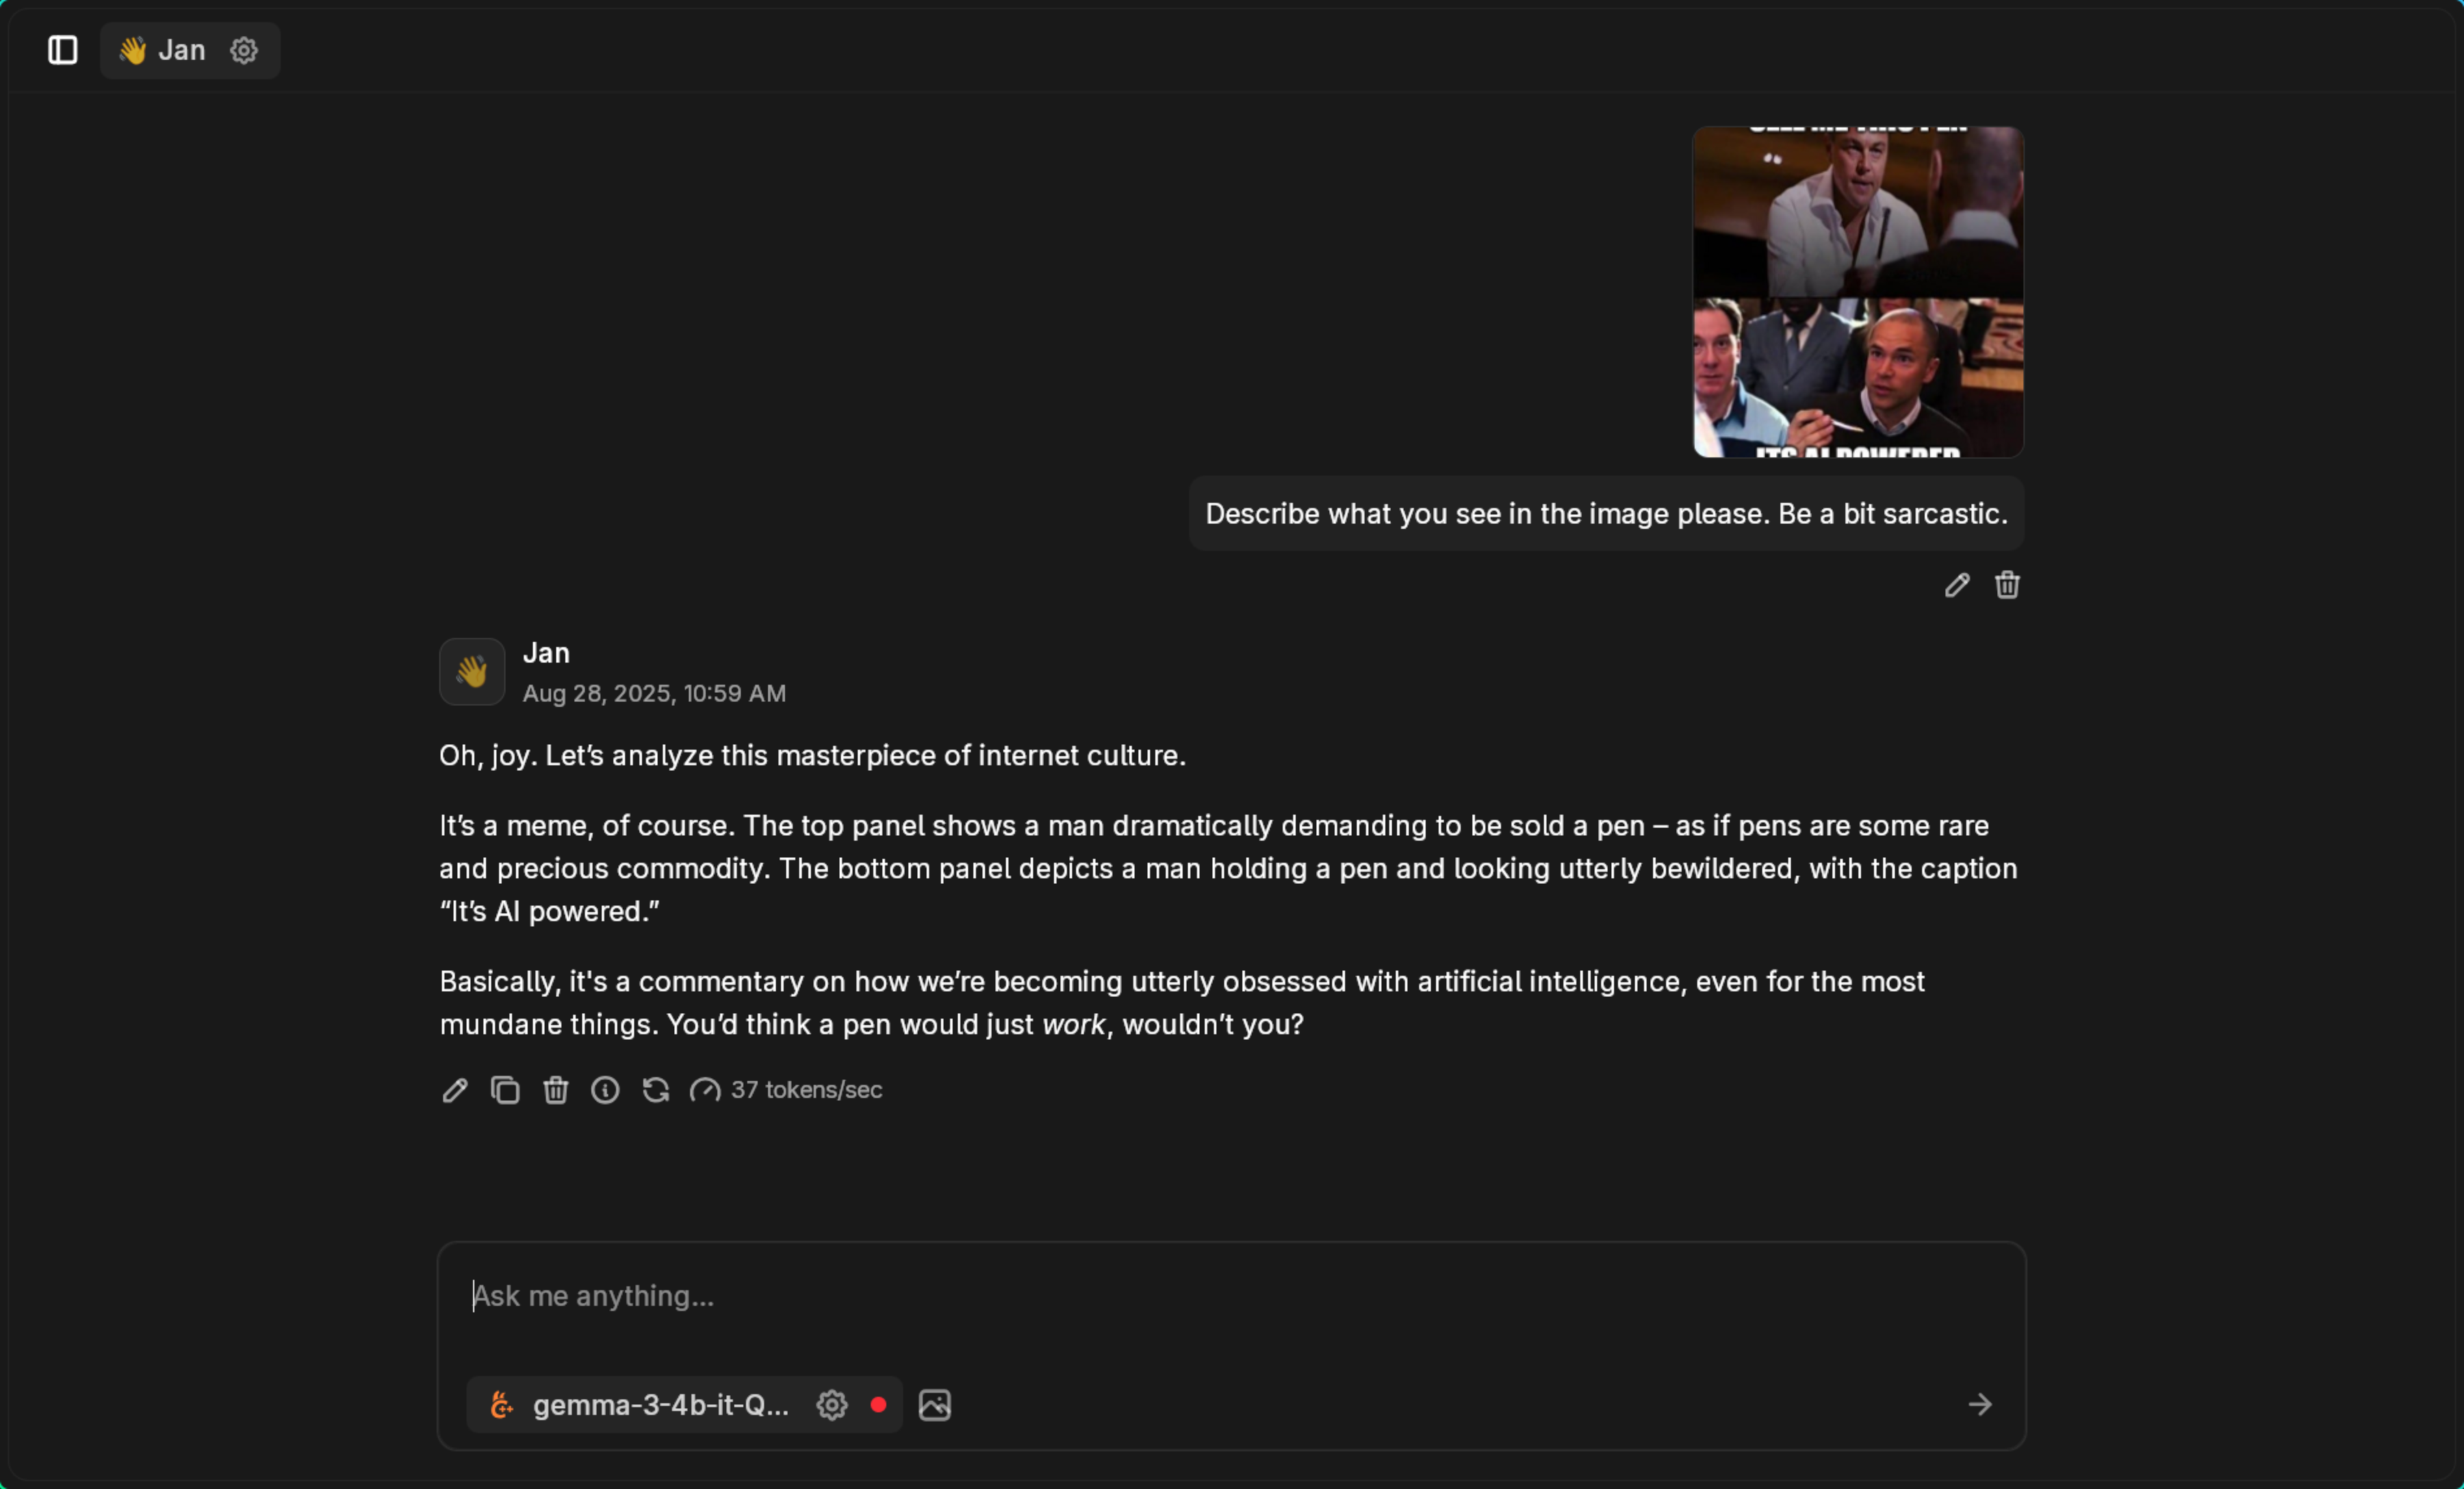 Jan
SELL ME THIS PEN
ITS AI POWERED
Describe what you see in the image please. Be a bit sarcastic.
Jan
Aug 28, 2025, 10:59 AM
Oh, joy. Let’s analyze this masterpiece of internet culture.
It’s a meme, of course. The top panel shows a man dramatically demanding to be sold a pen – as if pens are some rare
and precious commodity. The bottom panel depicts a man holding a pen and looking utterly bewildered, with the caption
“It’s AI powered.”
Basically, it's a commentary on how we’re becoming utterly obsessed with artificial intelligence, even for the most
mundane things. You’d think a pen would just work, wouldn’t you?
37 tokens/sec
Ask me anything...
gemma-3-4b-it-Q...